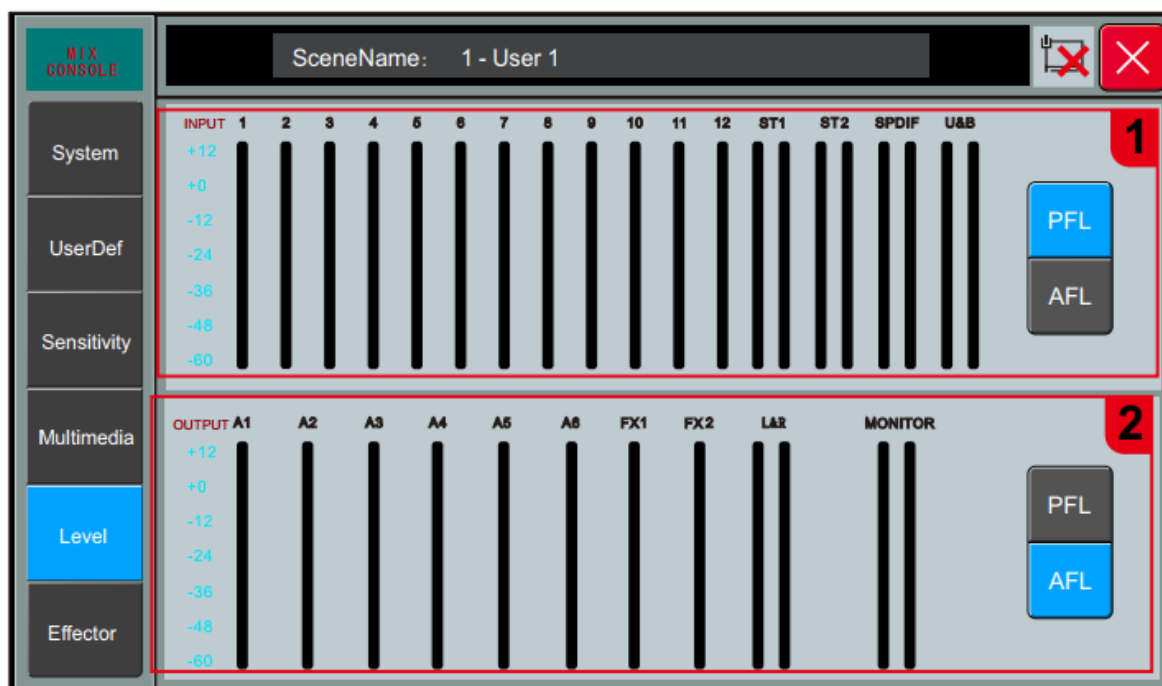 MIX
CONSOLE
SceneName: 1 - User 1
System
UserDef
Sensitivity
Multimedia
Level
Effector
INPUT 1 2 3 4 5 6 7 8 9 10 11 12 ST1 ST2 SPDIF U&B
+12
+0
-12
-24
-36
-48
-60
1
PFL
AFL
OUTPUT A1 A2 A3 A4 A5 A6 FX1 FX2 L&R MONITOR
+12
+0
-12
-24
-36
-48
-60
2
PFL
AFL